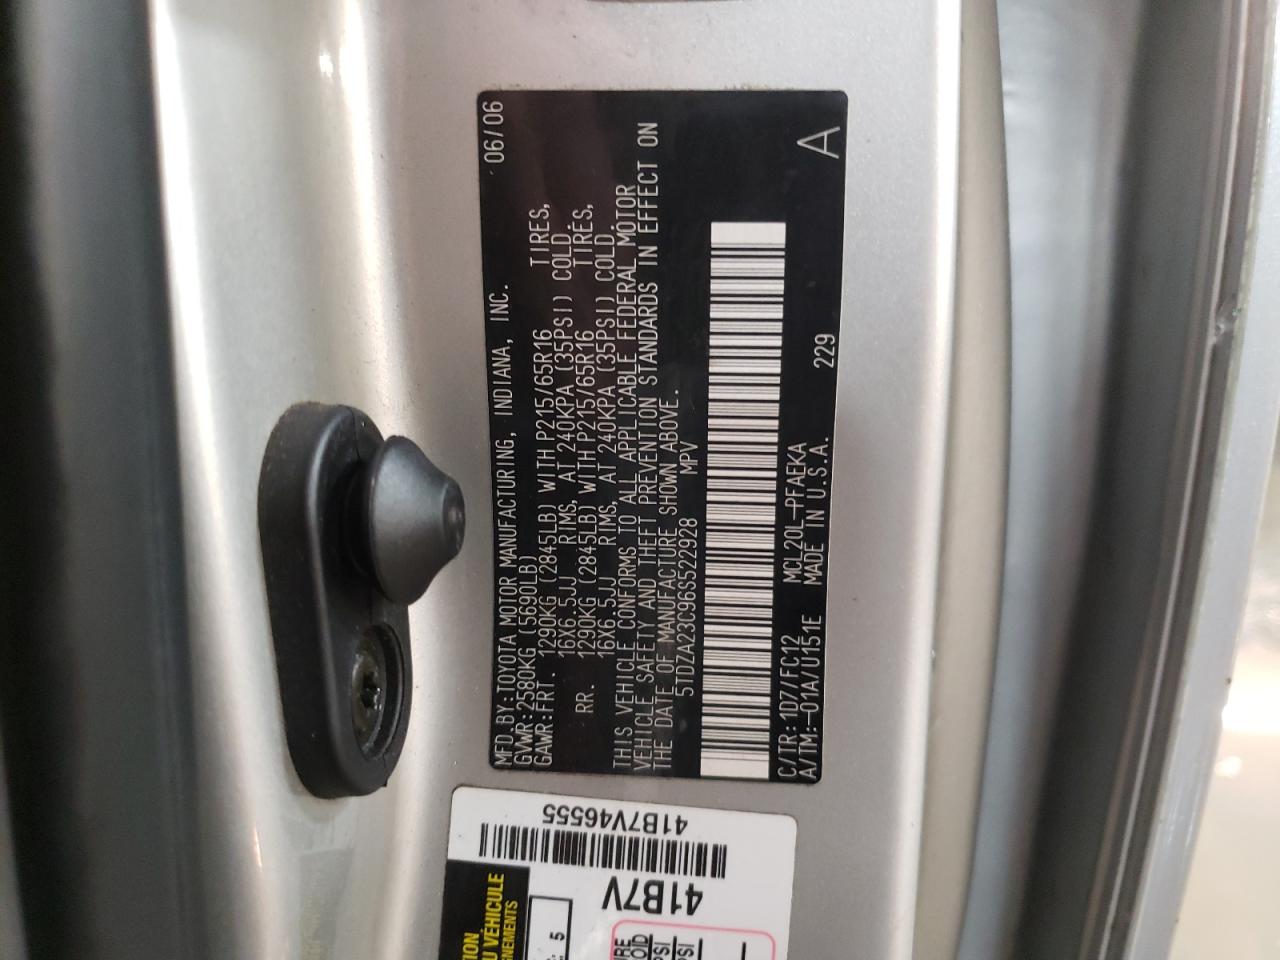 MFD.BY:TOYOTA MOTOR MANUFACTURING, INDIANA, INC. 06/06
GVWR:2580KG (5690LB)
GAWR:FRT. 1290KG (2845LB) WITH P215/65R16 TIRES,
16X6.5JJ RIMS, AT 240KPA (35PSI) COLD.
RR. 1290KG (2845LB) WITH P215/65R16 TIRES,
16X6.5JJ RIMS, AT 240KPA (35PSI) COLD.
THIS VEHICLE CONFORMS TO ALL APPLICABLE FEDERAL MOTOR
VEHICLE SAFETY AND THEFT PREVENTION STANDARDS IN EFFECT ON
THE DATE OF MANUFACTURE SHOWN ABOVE.
5TDZA23C96S522928 MPV
C/TR:1D7/FC12 MCL20L-PFAEKA
A/TM:-01A/U151E MADE IN U.S.A. 229 A
41B7V46555
41B7V
VÉHICULE
5